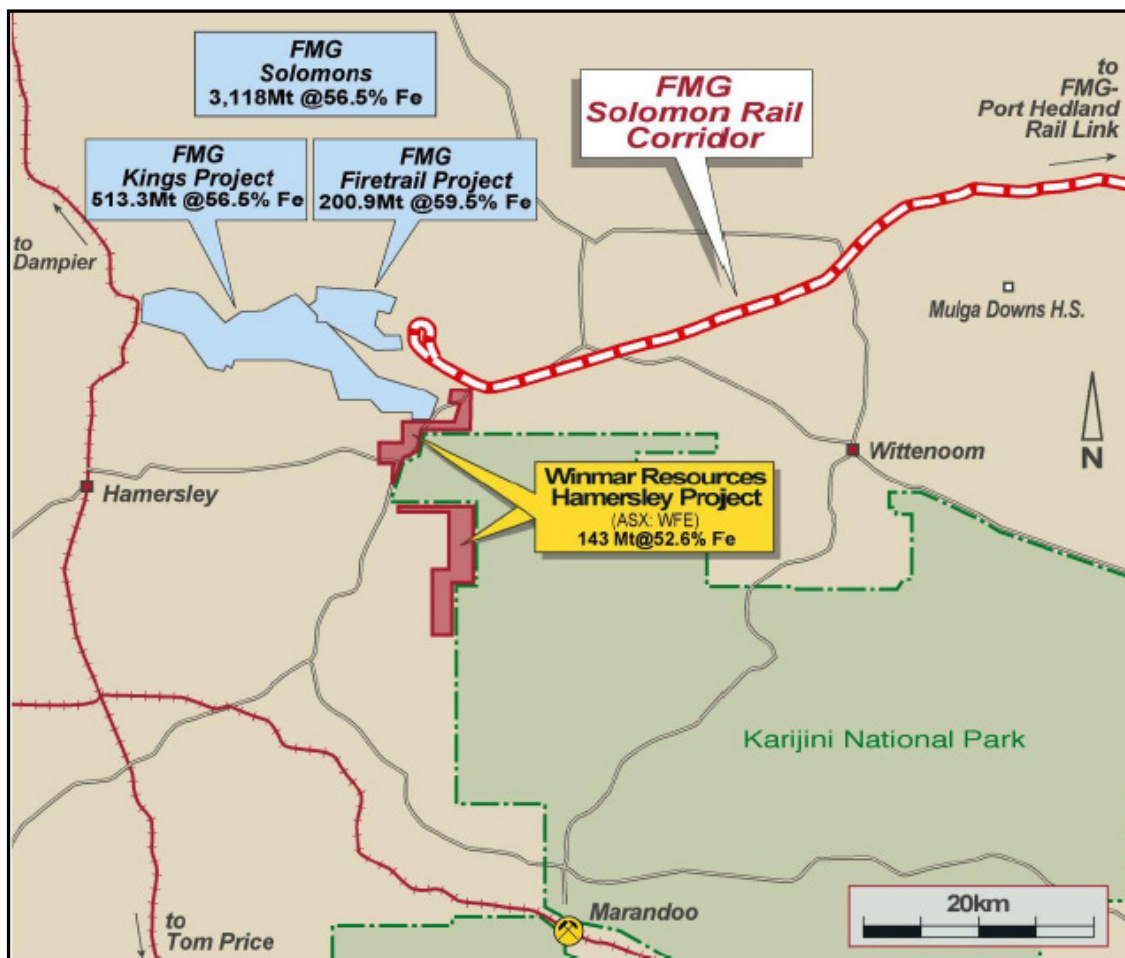 FMG
Solomons
3,118Mt @56.5% Fe
FMG
Solomon Rail
Corridor
to
FMG-
Port Hedland
Rail Link
FMG
Kings Project
513.3Mt @56.5% Fe
FMG
Firetrail Project
200.9Mt @59.5% Fe
to
Dampier
Mulga Downs H.S.
N
Wittenoom
Hamersley
Winmar Resources
Hamersley Project
(ASX: WFE)
143 Mt@52.6% Fe
Karijini National Park
20km
Marandoo
to
Tom Price